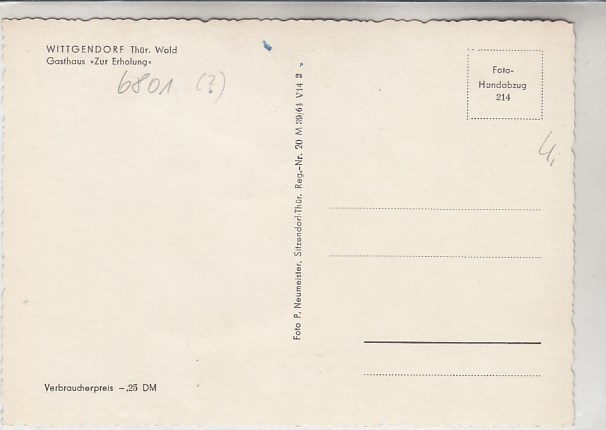 WITTGENDORF Thür. Wald
Gasthaus »Zur Erholung«
6801 (?)
Foto P. Neumeister, Sitzendorf-Thür. Reg.-Nr. 20 M 39/61 V 14 2
Foto-
Handabzug
214
4,
Verbraucherpreis –,25 DM